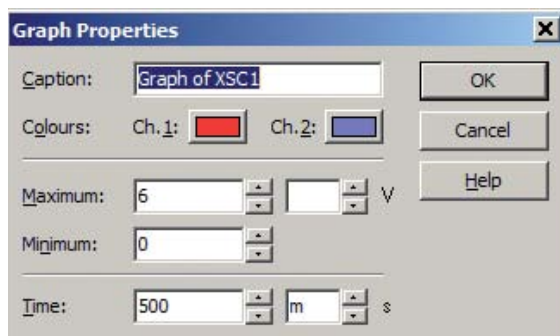 Graph Properties
Caption: Graph of XSC1 OK
Colours: Ch.1: Ch.2: Cancel
Help
Maximum: 6 V
Minimum: 0
Time: 500 m s